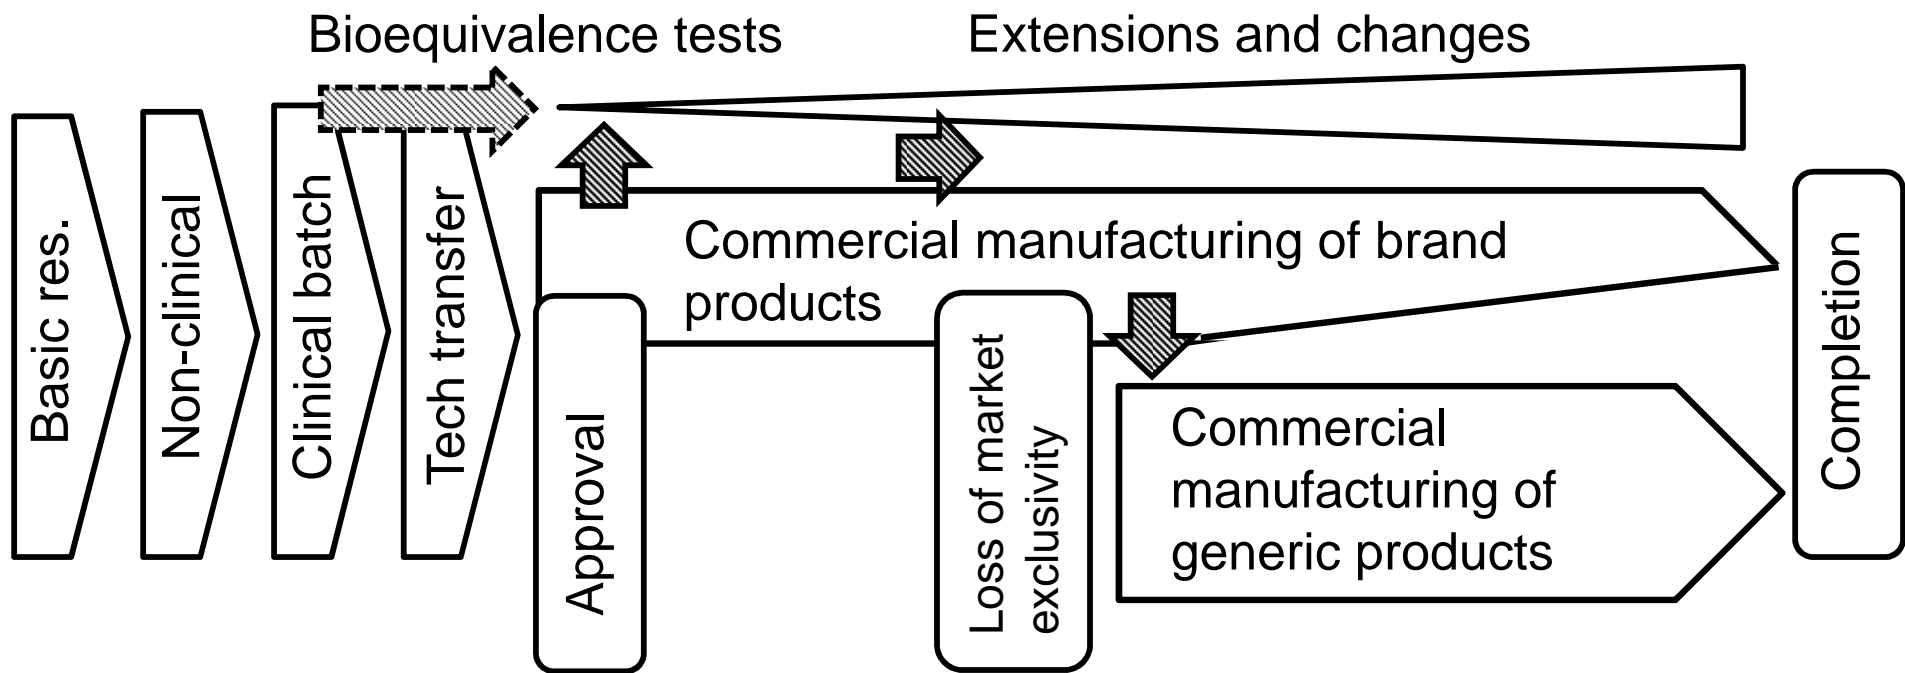 Bioequivalence tests
Extensions and changes
Basic res.
Non-clinical
Clinical batch
Tech transfer
Commercial manufacturing of brand
products
Approval
Loss of market
exclusivity
Commercial
manufacturing of
generic products
Completion